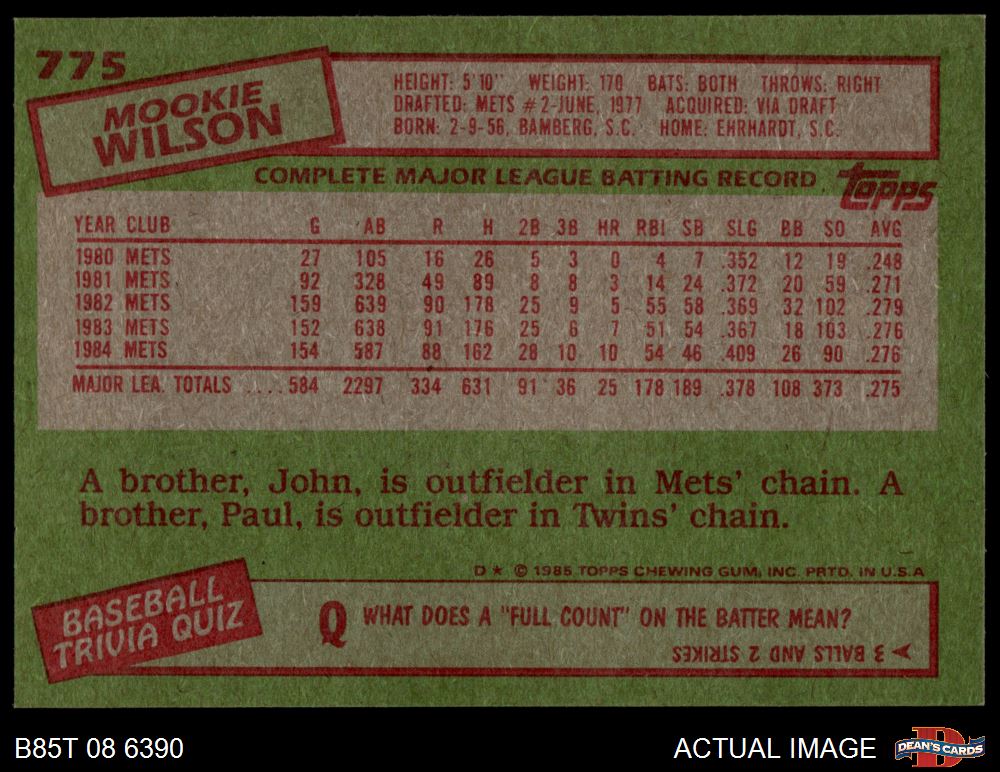 775
MOOKIE
WILSON
HEIGHT: 5'10" WEIGHT: 170 BATS: BOTH THROWS: RIGHT
DRAFTED: METS #2-JUNE, 1977 ACQUIRED: VIA DRAFT
BORN: 2-9-56, BAMBERG, S.C. HOME: EHRHARDT, S.C.
COMPLETE MAJOR LEAGUE BATTING RECORD
topps
YEAR CLUB G AB R H 2B 3B HR RBI SB SLG BB SO AVG
1980 METS 27 105 16 26 5 3 0 4 7 .352 12 19 .248
1981 METS 92 328 49 89 8 8 3 14 24 .372 20 59 .271
1982 METS 159 639 90 178 25 9 5 55 58 .369 32 102 .279
1983 METS 152 638 91 176 25 6 7 51 54 .367 18 103 .276
1984 METS 154 587 88 162 28 10 10 54 46 .409 26 90 .276
MAJOR LEA. TOTALS .... 584 2297 334 631 91 36 25 178 189 .378 108 373 .275
A brother, John, is outfielder in Mets' chain. A
brother, Paul, is outfielder in Twins' chain.
D ★ © 1985 TOPPS CHEWING GUM, INC. PRTD. IN U.S.A
BASEBALL
TRIVIA QUIZ
Q WHAT DOES A "FULL COUNT" ON THE BATTER MEAN?
➤ 3 BALLS AND 2 STRIKES
B85T 08 6390
ACTUAL IMAGE
D
DEAN'S CARDS